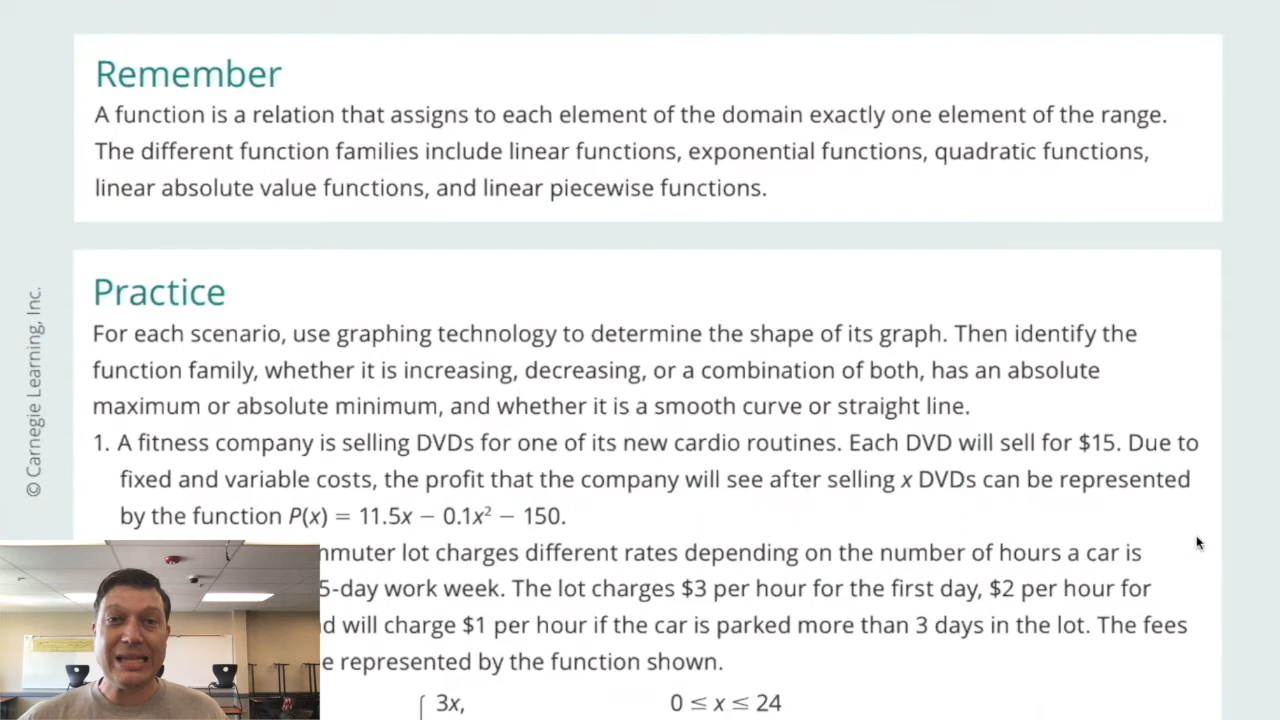 Remember
A function is a relation that assigns to each element of the domain exactly one element of the range.
The different function families include linear functions, exponential functions, quadratic functions,
linear absolute value functions, and linear piecewise functions.
Practice
For each scenario, use graphing technology to determine the shape of its graph. Then identify the
function family, whether it is increasing, decreasing, or a combination of both, has an absolute
maximum or absolute minimum, and whether it is a smooth curve or straight line.
1. A fitness company is selling DVDs for one of its new cardio routines. Each DVD will sell for $15. Due to
fixed and variable costs, the profit that the company will see after selling x DVDs can be represented
by the function P(x) = 11.5x − 0.1x² − 150.
muter lot charges different rates depending on the number of hours a car is
5-day work week. The lot charges $3 per hour for the first day, $2 per hour for
d will charge $1 per hour if the car is parked more than 3 days in the lot. The fees
e represented by the function shown.
3x, 0 ≤ x ≤ 24
© Carnegie Learning, Inc.